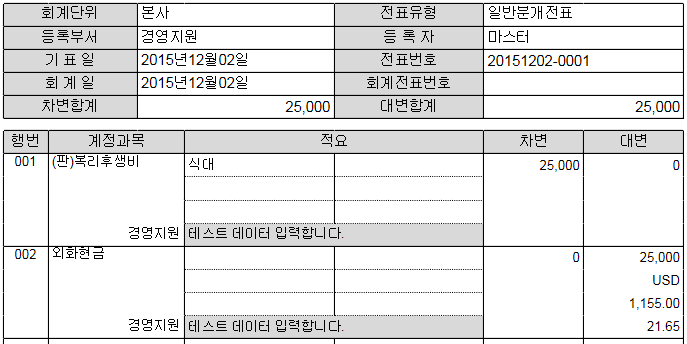 회계단위 본사 전표유형 일반분개전표
등록부서 경영지원 등 록 자 마스터
기 표 일 2015년12월02일 전표번호 20151202-0001
회 계 일 2015년12월02일 회계전표번호
차변합계 25,000 대변합계 25,000
행번 계정과목 적요 차변 대변
001 (판)복리후생비 식대 25,000 0
경영지원 테스트 데이터 입력합니다.
002 외화현금 0 25,000
USD
1,155.00
경영지원 테스트 데이터 입력합니다. 21.65